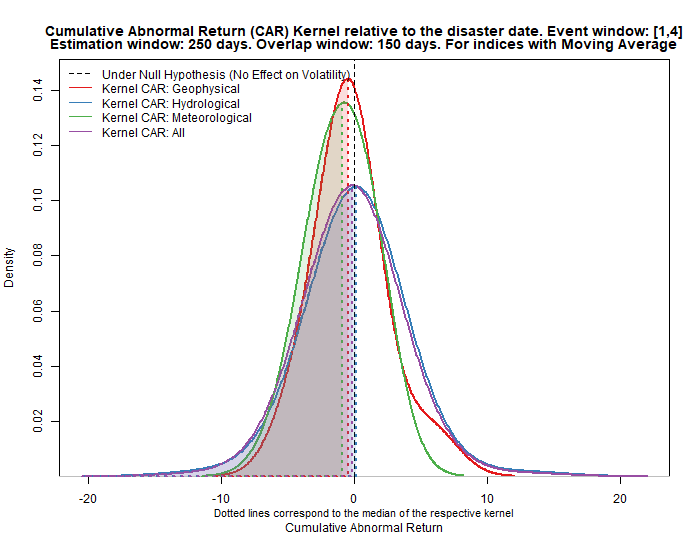 Cumulative Abnormal Return (CAR) Kernel relative to the disaster date. Event window: [1,4]
Estimation window: 250 days. Overlap window: 150 days. For indices with Moving Average
Under Null Hypothesis (No Effect on Volatility)
Kernel CAR: Geophysical
Kernel CAR: Hydrological
Kernel CAR: Meteorological
Kernel CAR: All
0.14
0.12
0.10
0.08
0.06
0.04
0.02
Density
-20 -10 0 10 20
Dotted lines correspond to the median of the respective kernel
Cumulative Abnormal Return